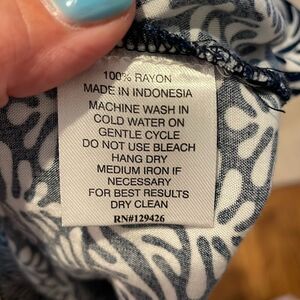 100% RAYON
MADE IN INDONESIA
MACHINE WASH IN
COLD WATER ON
GENTLE CYCLE
DO NOT USE BLEACH
HANG DRY
MEDIUM IRON IF
NECESSARY
FOR BEST RESULTS
DRY CLEAN
RN#129426